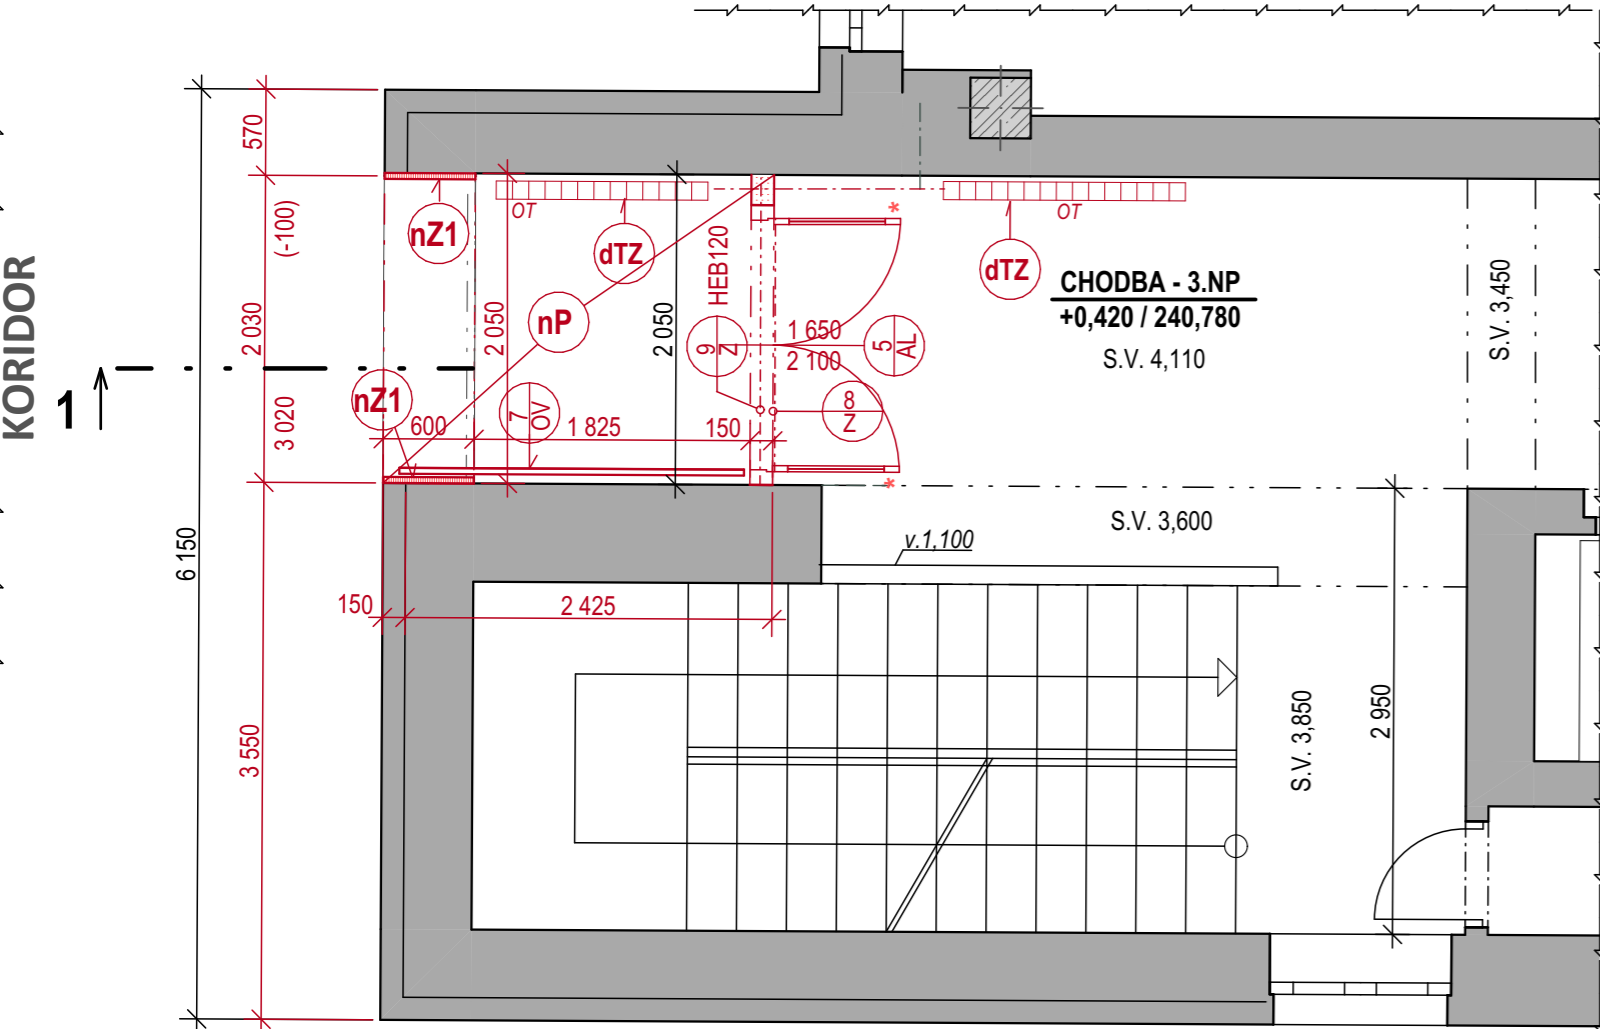 570
(-100)
nZ1
OT
dTZ
HEB120
*
OT
dTZ
CHODBA - 3.NP
+0,420 / 240,780
S.V. 4,110
S.V. 3,450
KORIDOR
1
2 030
3 020
2 050
nP
2 050
9
Z
1 650
2 100
5
AL
nZ1
600
7
OV
1 825
150
8
Z
*
6 150
S.V. 3,600
v.1,100
150
2 425
3 550
S.V. 3,850
2 950